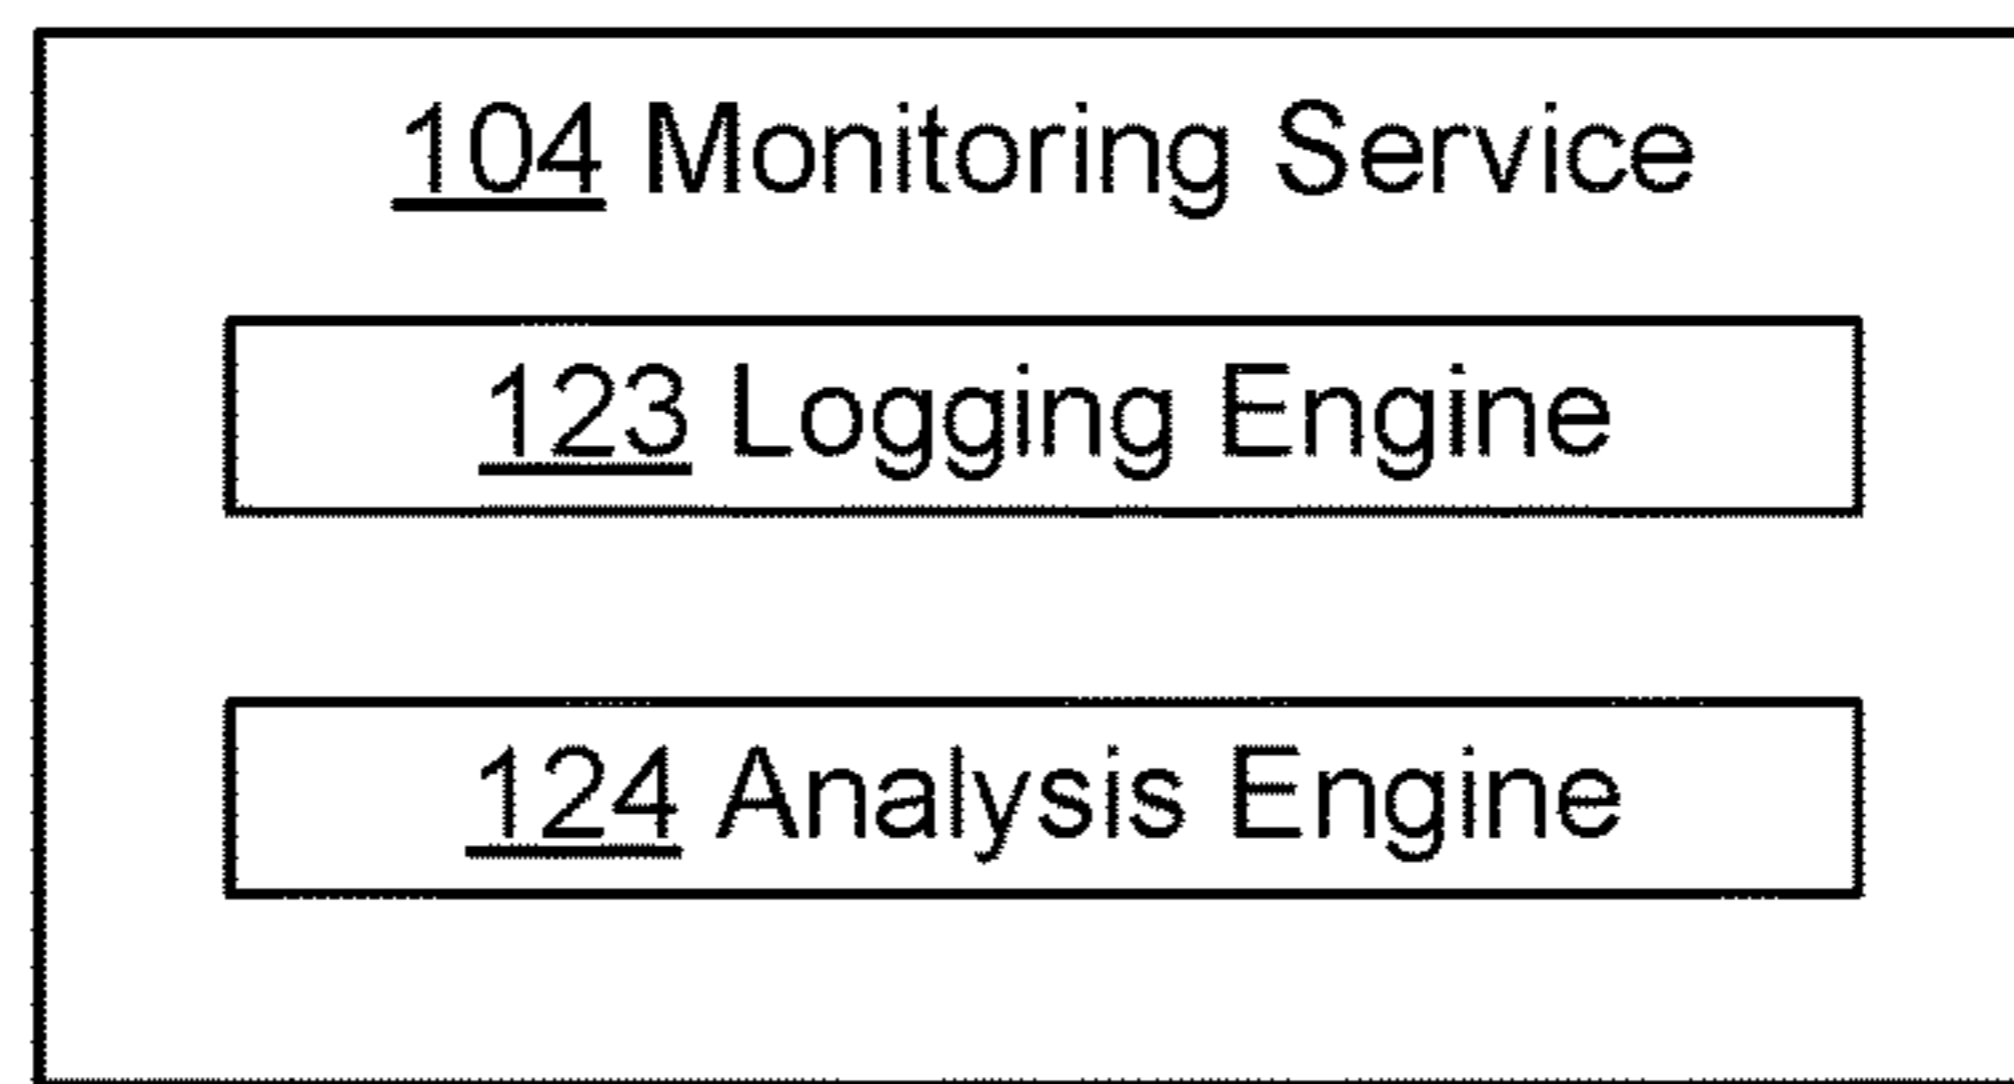 104 Monitoring Service
123 Logging Engine
124 Analysis Engine